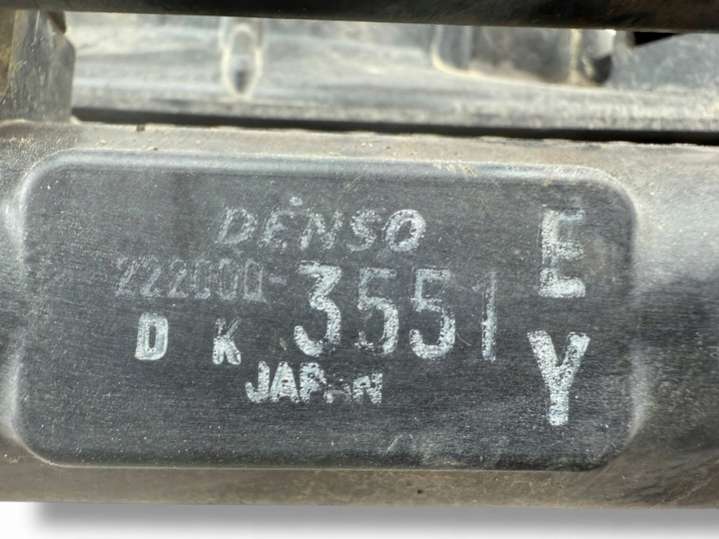 DENSO
222000-3551
D K
JAPAN
E
Y